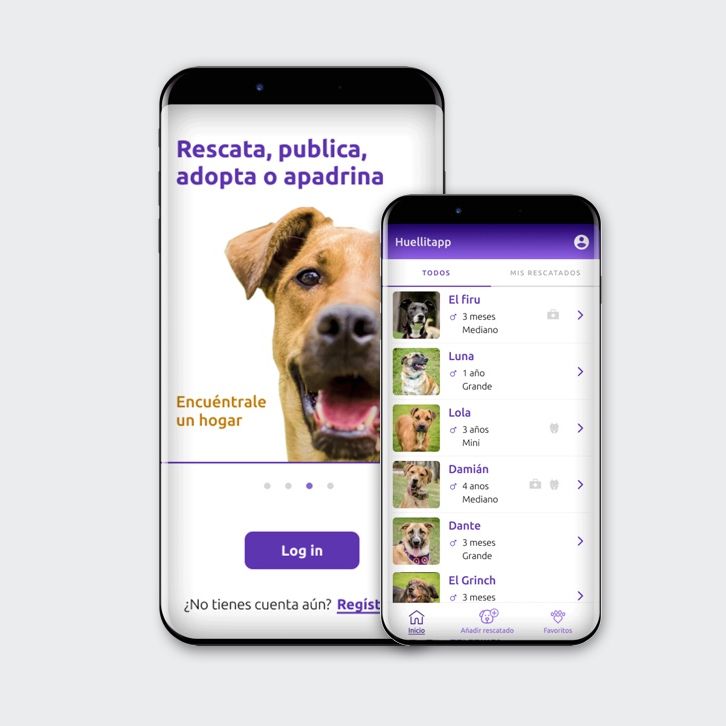 Rescata, publica,
adopta o apadrina
Encuéntrale
un hogar
Log in
¿No tienes cuenta aún? Regíst
Huellitapp
TODOS
MIS RESCATADOS
El firu
3 meses
Mediano
Luna
1 año
Grande
Lola
3 años
Mini
Damián
4 anos
Mediano
Dante
3 meses
Grande
El Grinch
3 meses
Inicio
Añadir rescatado
Favoritos